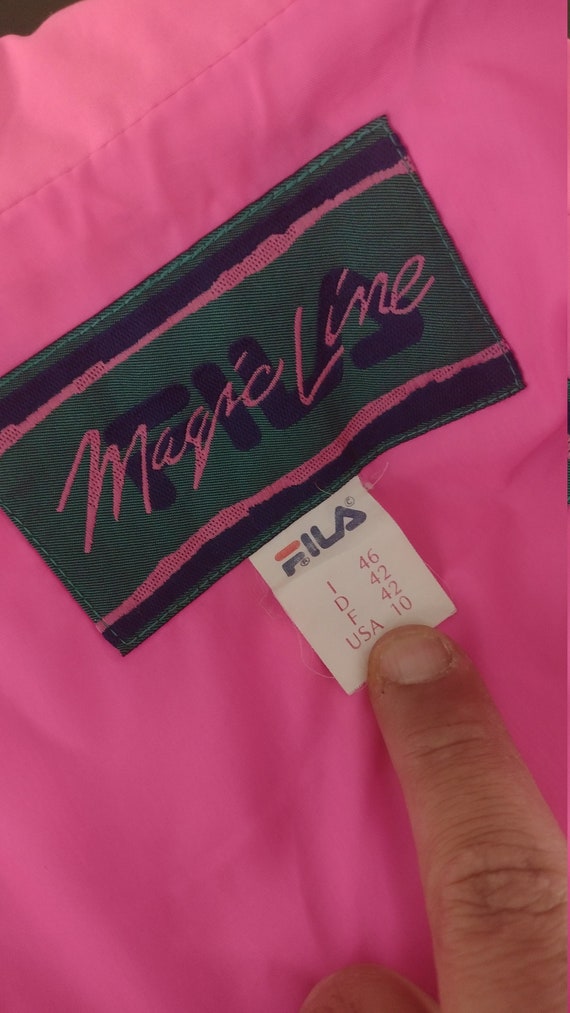 FILA
Magic Line
FILA ©
®
I 46
D 42
F 42
USA 10